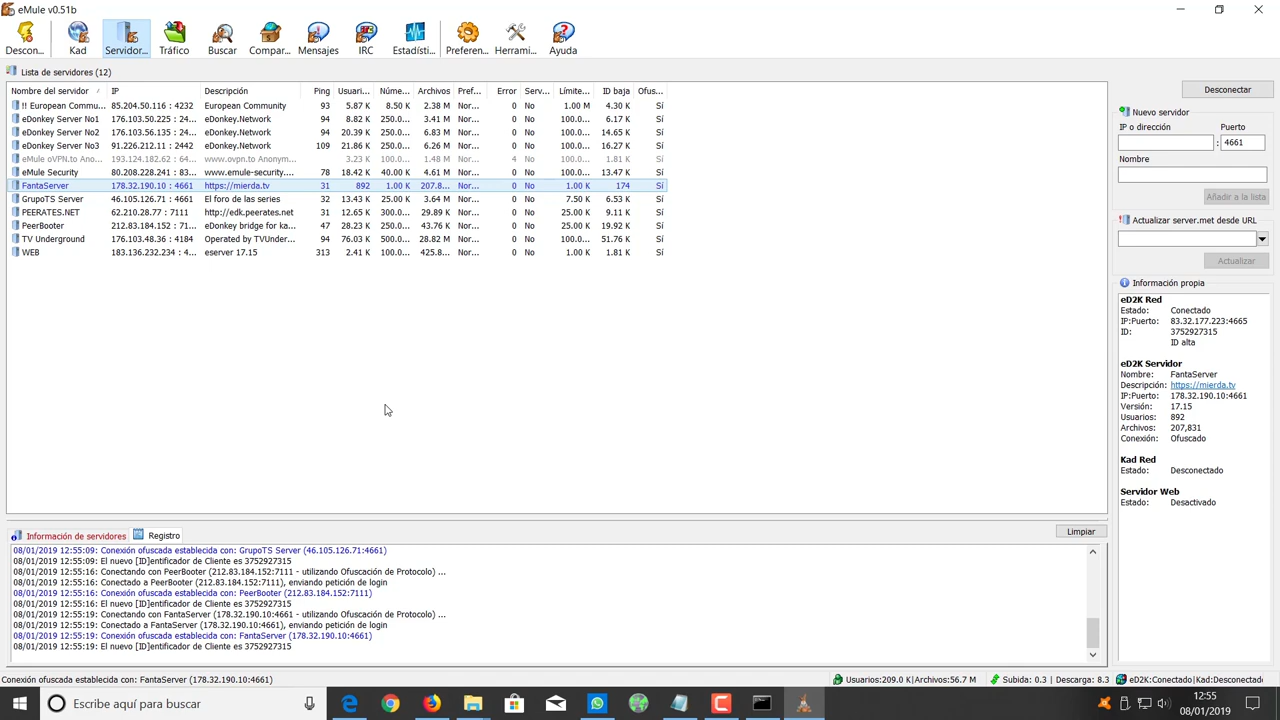 eMule v0.51b
Descon... Kad Servidor... Tráfico Buscar Compar... Mensajes IRC Estadísti... Preferen... Herrami... Ayuda
Lista de servidores (12)
Nombre del servidor IP Descripción Ping Usuari... Núme... Archivos Pref... Error Serv... Límite... ID baja Ofus...
!! European Commu... 85.204.50.116 : 4232 European Community 93 5.87 K 8.50 K 2.38 M Nor... 0 No 1.00 M 4.30 K Sí
eDonkey Server No1 176.103.50.225 : 24... eDonkey.Network 94 8.82 K 250.0... 3.41 M Nor... 0 No 100.0... 6.17 K Sí
eDonkey Server No2 176.103.56.135 : 24... eDonkey.Network 94 20.39 K 250.0... 6.83 M Nor... 0 No 100.0... 14.65 K Sí
eDonkey Server No3 91.226.212.11 : 2442 eDonkey.Network 109 21.86 K 250.0... 6.26 M Nor... 0 No 100.0... 16.27 K Sí
eMule oVPN.to Ano... 193.124.182.62 : 64... www.ovpn.to Anonym... 3.23 K 100.0... 1.48 M Nor... 4 No 100.0... 1.81 K Sí
eMule Security 80.208.228.241 : 83... www.emule-security.... 78 18.42 K 40.00 K 4.61 M Nor... 0 No 100.0... 13.47 K Sí
FantaServer 178.32.190.10 : 4661 https://mierda.tv 31 892 1.00 K 207.8... Nor... 0 No 1.00 K 174 Sí
GrupoTS Server 46.105.126.71 : 4661 El foro de las series 32 13.43 K 25.00 K 3.64 M Nor... 0 No 7.50 K 6.53 K Sí
PEERATES.NET 62.210.28.77 : 7111 http://edk.peerates.net 31 12.65 K 300.0... 29.89 K Nor... 0 No 25.00 K 9.11 K Sí
PeerBooter 212.83.184.152 : 71... eDonkey bridge for ka... 47 28.23 K 250.0... 43.76 K Nor... 0 No 25.00 K 19.92 K Sí
TV Underground 176.103.48.36 : 4184 Operated by TVUnder... 94 76.03 K 500.0... 28.82 M Nor... 0 No 100.0... 51.76 K Sí
WEB 183.136.232.234 : 4... eserver 17.15 313 2.41 K 100.0... 425.8... Nor... 0 No 1.00 K 1.81 K Sí
Desconectar
Nuevo servidor
IP o dirección Puerto
: 4661
Nombre
Añadir a la lista
Actualizar server.met desde URL
Actualizar
Información propia
eD2K Red
Estado: Conectado
IP:Puerto: 83.32.177.223:4665
ID: 3752927315
ID alta
eD2K Servidor
Nombre: FantaServer
Descripción: https://mierda.tv
IP:Puerto: 178.32.190.10:4661
Versión: 17.15
Usuarios: 892
Archivos: 207,831
Conexión: Ofuscado
Kad Red
Estado: Desconectado
Servidor Web
Estado: Desactivado
Información de servidores Registro Limpiar
08/01/2019 12:55:09: Conexión ofuscada establecida con: GrupoTS Server (46.105.126.71:4661)
08/01/2019 12:55:09: El nuevo [ID]entificador de Cliente es 3752927315
08/01/2019 12:55:16: Conectando con PeerBooter (212.83.184.152:7111 - utilizando Ofuscación de Protocolo) ...
08/01/2019 12:55:16: Conectado a PeerBooter (212.83.184.152:7111), enviando petición de login
08/01/2019 12:55:16: Conexión ofuscada establecida con: PeerBooter (212.83.184.152:7111)
08/01/2019 12:55:16: El nuevo [ID]entificador de Cliente es 3752927315
08/01/2019 12:55:19: Conectando con FantaServer (178.32.190.10:4661 - utilizando Ofuscación de Protocolo) ...
08/01/2019 12:55:19: Conectado a FantaServer (178.32.190.10:4661), enviando petición de login
08/01/2019 12:55:19: Conexión ofuscada establecida con: FantaServer (178.32.190.10:4661)
08/01/2019 12:55:19: El nuevo [ID]entificador de Cliente es 3752927315
Conexión ofuscada establecida con: FantaServer (178.32.190.10:4661) Usuarios:209.0 K|Archivos:56.7 M Subida: 0.3 | Descarga: 8.3 eD2K:Conectado|Kad:Desconectado
Escribe aquí para buscar
12:55
08/01/2019